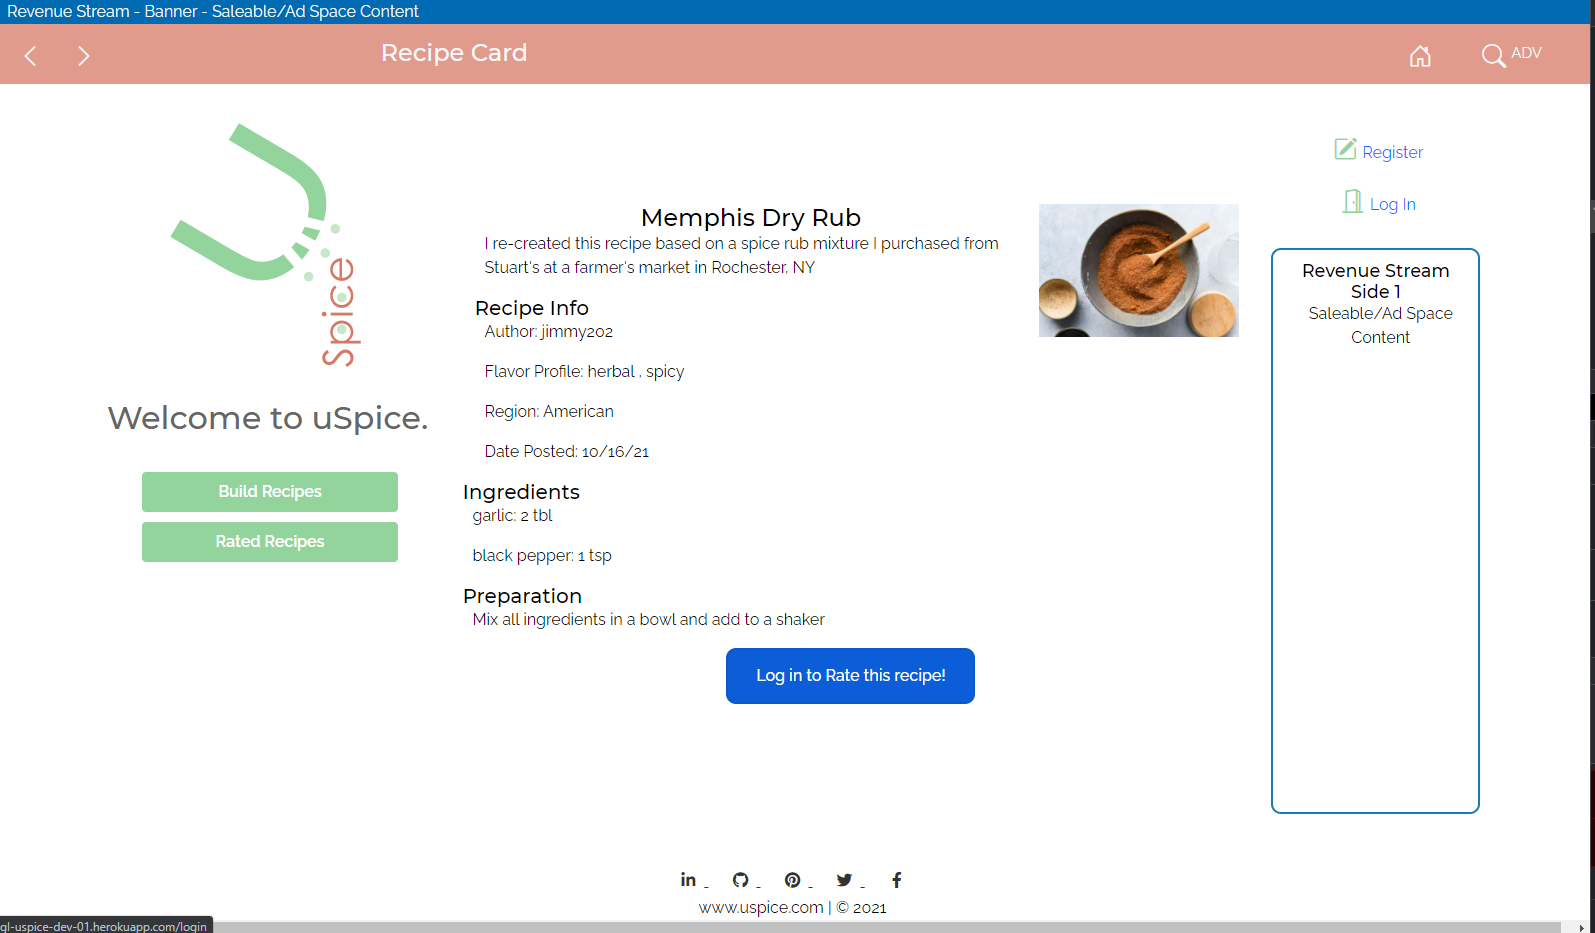 Revenue Stream - Banner - Saleable/Ad Space Content
Recipe Card
ADV
Spice
Welcome to uSpice.
Build Recipes
Rated Recipes
Memphis Dry Rub
I re-created this recipe based on a spice rub mixture I purchased from
Stuart's at a farmer's market in Rochester, NY
Recipe Info
Author: jimmy202
Flavor Profile: herbal , spicy
Region: American
Date Posted: 10/16/21
Ingredients
garlic: 2 tbl
black pepper: 1 tsp
Preparation
Mix all ingredients in a bowl and add to a shaker
Log in to Rate this recipe!
Register
Log In
Revenue Stream
Side 1
Saleable/Ad Space
Content
www.uspice.com | © 2021
gl-uspice-dev-01.herokuapp.com/login